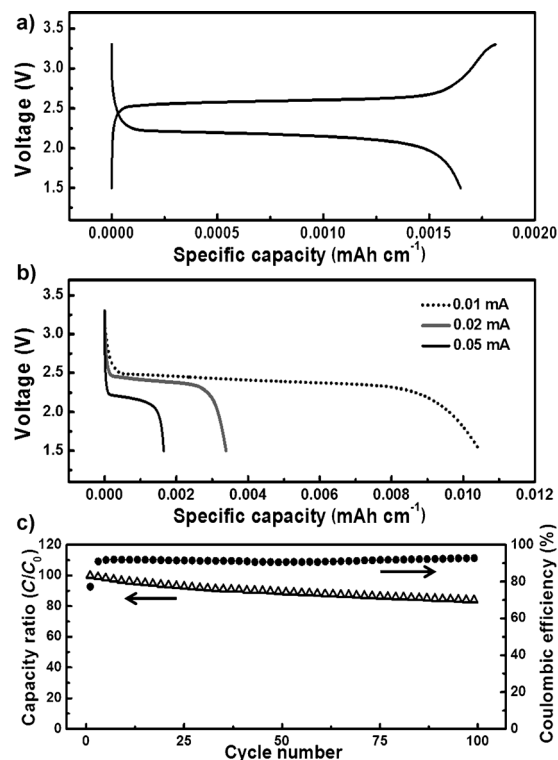 a)
Voltage (V)
3.5
3.0
2.5
2.0
1.5
0.0000 0.0005 0.0010 0.0015 0.0020
Specific capacity (mAh cm⁻¹)
b)
Voltage (V)
3.5
3.0
2.5
2.0
1.5
0.01 mA
0.02 mA
0.05 mA
0.000 0.002 0.004 0.006 0.008 0.010 0.012
Specific capacity (mAh cm⁻¹)
c)
Capacity ratio (C/C₀)
120
100
80
60
40
20
0
100
80
60
40
20
0
Coulombic efficiency (%)
0 25 50 75 100
Cycle number